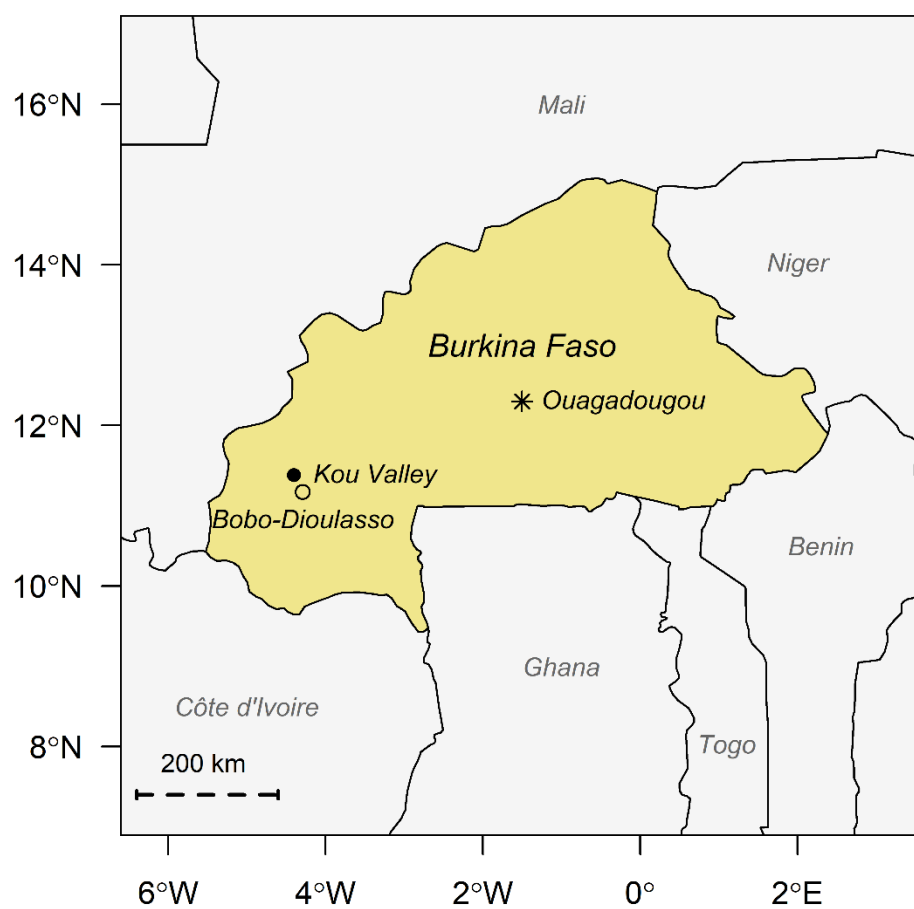 16°N
Mali
14°N
Niger
Burkina Faso
Ouagadougou
12°N
Kou Valley
Bobo-Dioulasso
Benin
10°N
Ghana
Côte d'Ivoire
Togo
8°N
200 km
6°W
4°W
2°W
0°
2°E